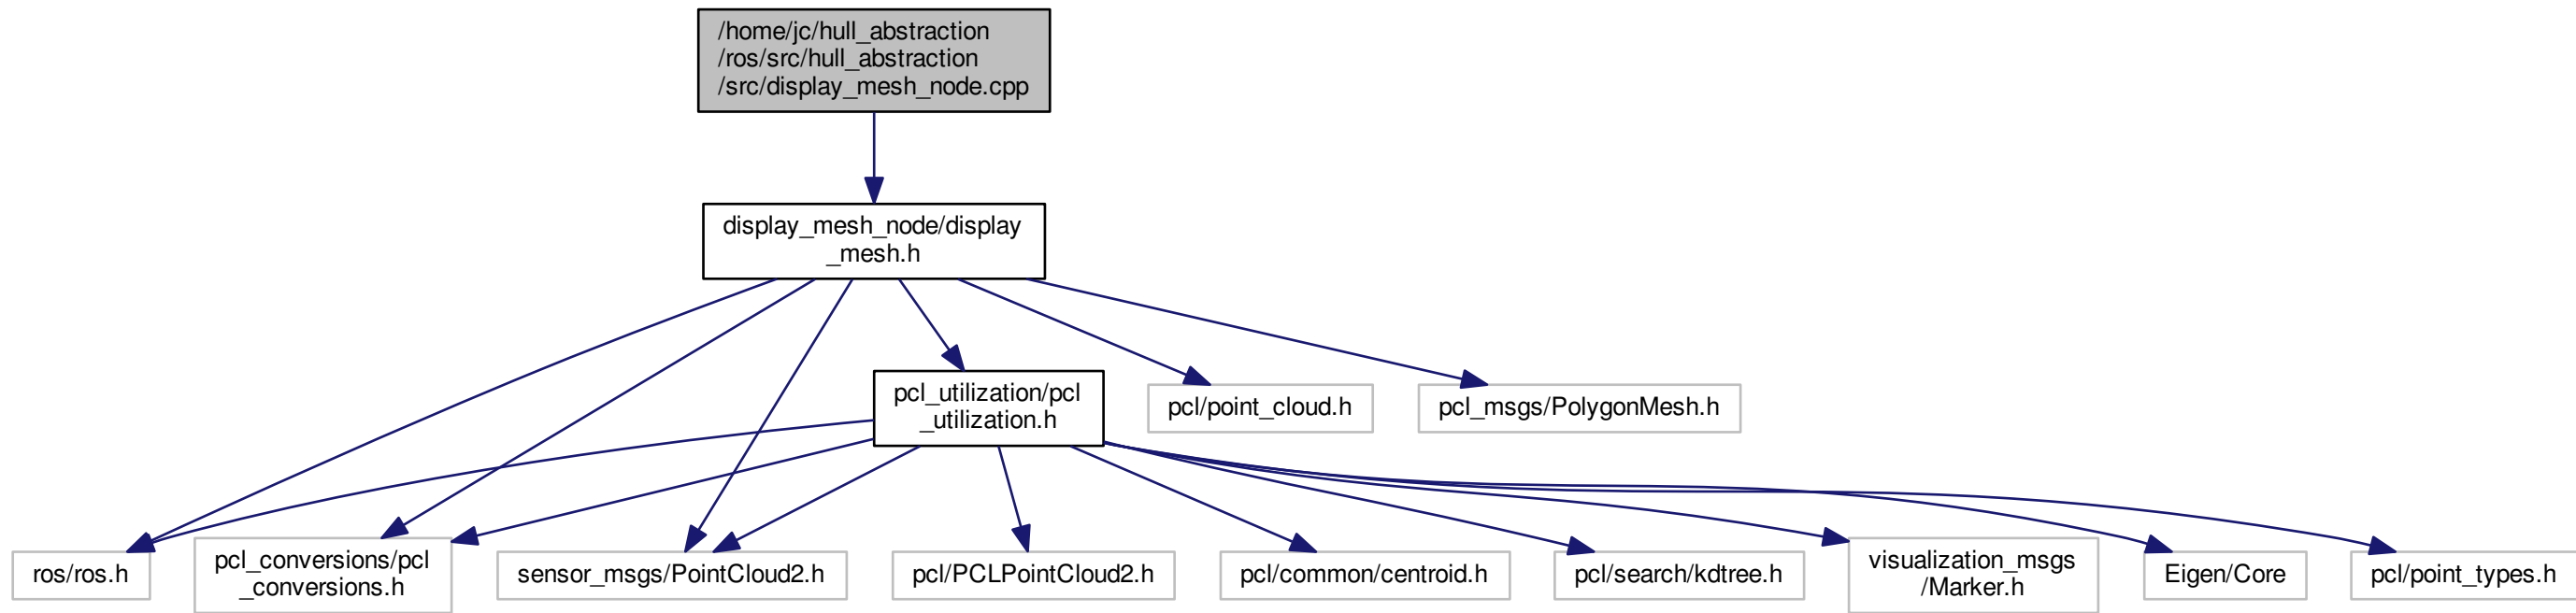 /home/jc/hull_abstraction
/ros/src/hull_abstraction
/src/display_mesh_node.cpp
display_mesh_node/display
_mesh.h
pcl_utilization/pcl
_utilization.h
pcl/point_cloud.h
pcl_msgs/PolygonMesh.h
ros/ros.h
pcl_conversions/pcl
_conversions.h
sensor_msgs/PointCloud2.h
pcl/PCLPointCloud2.h
pcl/common/centroid.h
pcl/search/kdtree.h
visualization_msgs
/Marker.h
Eigen/Core
pcl/point_types.h